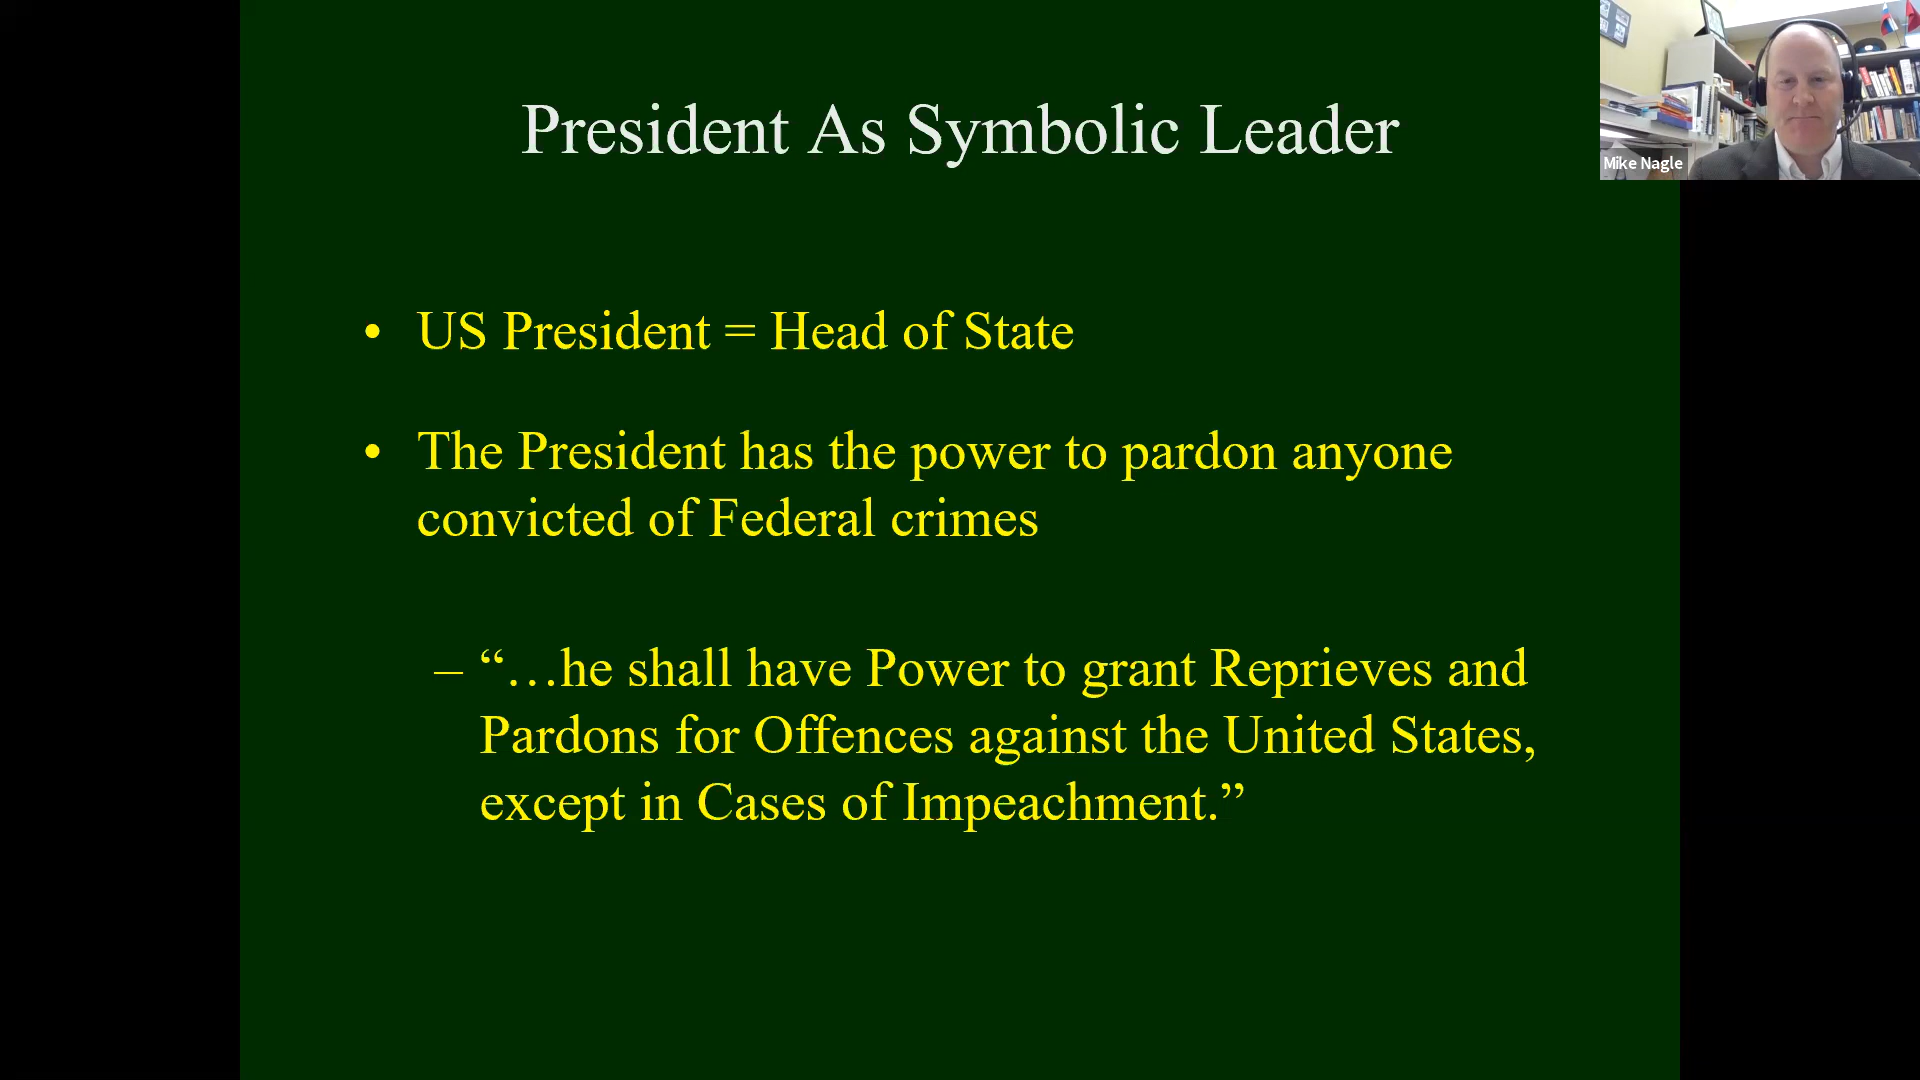 President As Symbolic Leader
Mike Nagle
• US President = Head of State
• The President has the power to pardon anyone
convicted of Federal crimes
– “…he shall have Power to grant Reprieves and
Pardons for Offences against the United States,
except in Cases of Impeachment.”